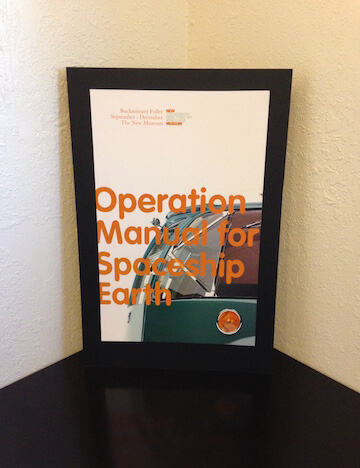 Buckminster Fuller
September - December
The New Museum
NEW
MUSEUM
Operation
Manual for
Spaceship
Earth